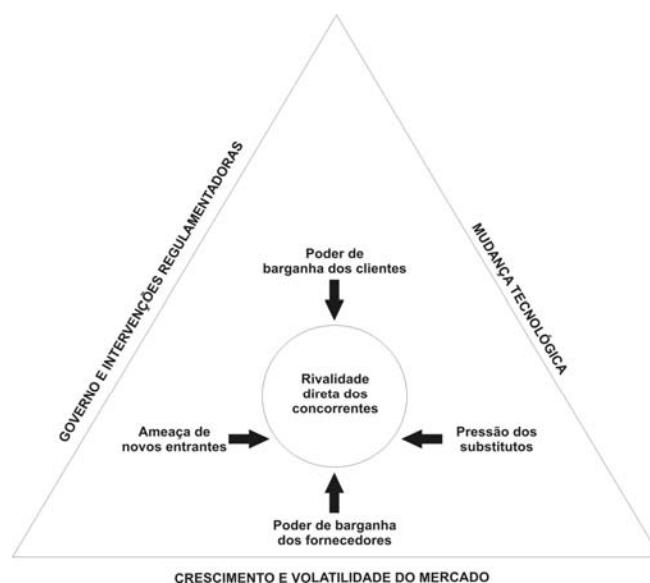 GOVERNO E INTERVENÇÕES REGULAMENTADORAS
MUDANÇA TECNOLÓGICA
Poder de
barganha dos clientes
Rivalidade
direta dos
concorrentes
Ameaça de
novos entrantes
Pressão dos
substitutos
Poder de barganha
dos fornecedores
CRESCIMENTO E VOLATILIDADE DO MERCADO